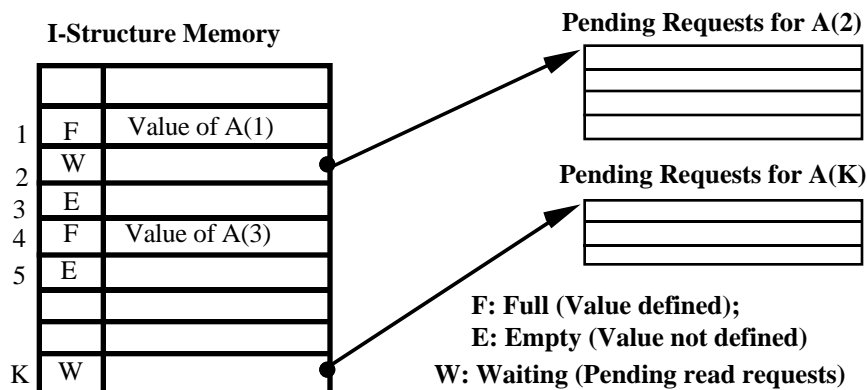 I-Structure Memory
Pending Requests for A(2)
1 F Value of A(1)
2 W
3 E
4 F Value of A(3)
5 E
K W
Pending Requests for A(K)
F: Full (Value defined);
E: Empty (Value not defined)
W: Waiting (Pending read requests)